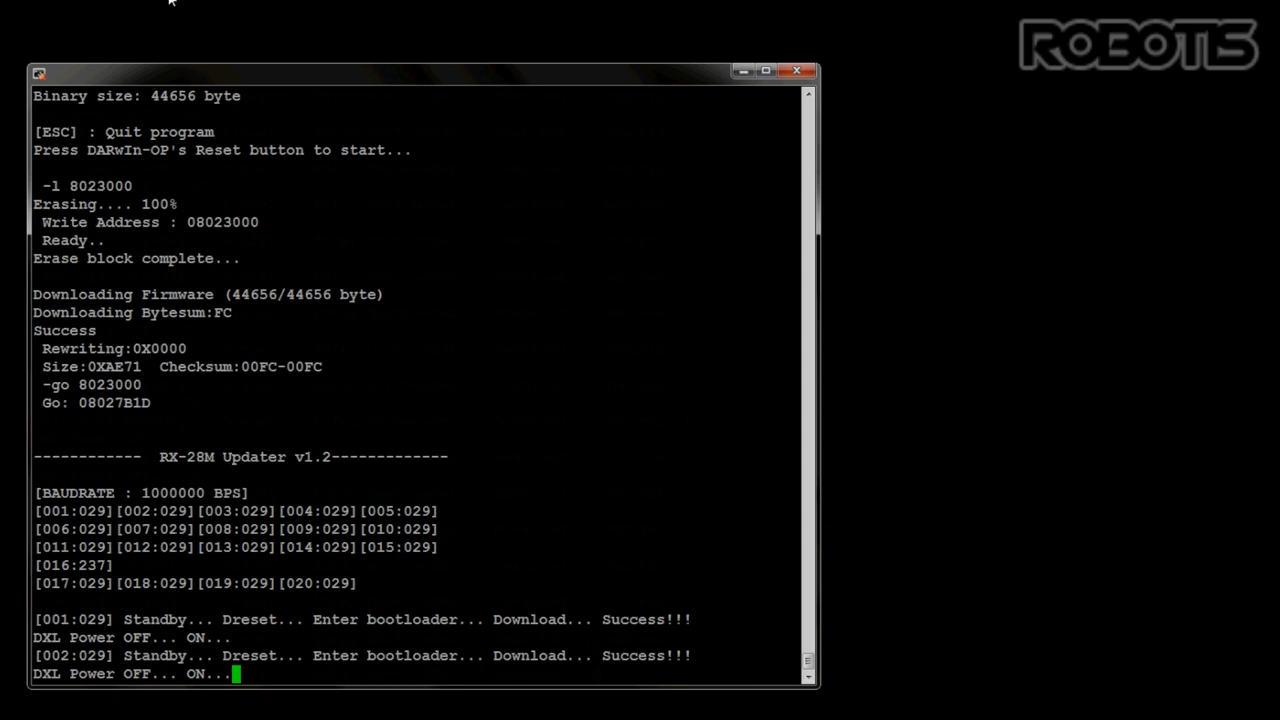 ROBOTIS
Binary size: 44656 byte
[ESC] : Quit program
Press DARwIn-OP's Reset button to start...
-l 8023000
Erasing.... 100%
Write Address : 08023000
Ready..
Erase block complete...
Downloading Firmware (44656/44656 byte)
Downloading Bytesum:FC
Success
Rewriting:0X0000
Size:0XAE71  Checksum:00FC-00FC
-go 8023000
Go: 08027B1D
------------  RX-28M Updater v1.2-------------
[BAUDRATE : 1000000 BPS]
[001:029][002:029][003:029][004:029][005:029]
[006:029][007:029][008:029][009:029][010:029]
[011:029][012:029][013:029][014:029][015:029]
[016:237]
[017:029][018:029][019:029][020:029]
[001:029] Standby... Dreset... Enter bootloader... Download... Success!!!
DXL Power OFF... ON...
[002:029] Standby... Dreset... Enter bootloader... Download... Success!!!
DXL Power OFF... ON...